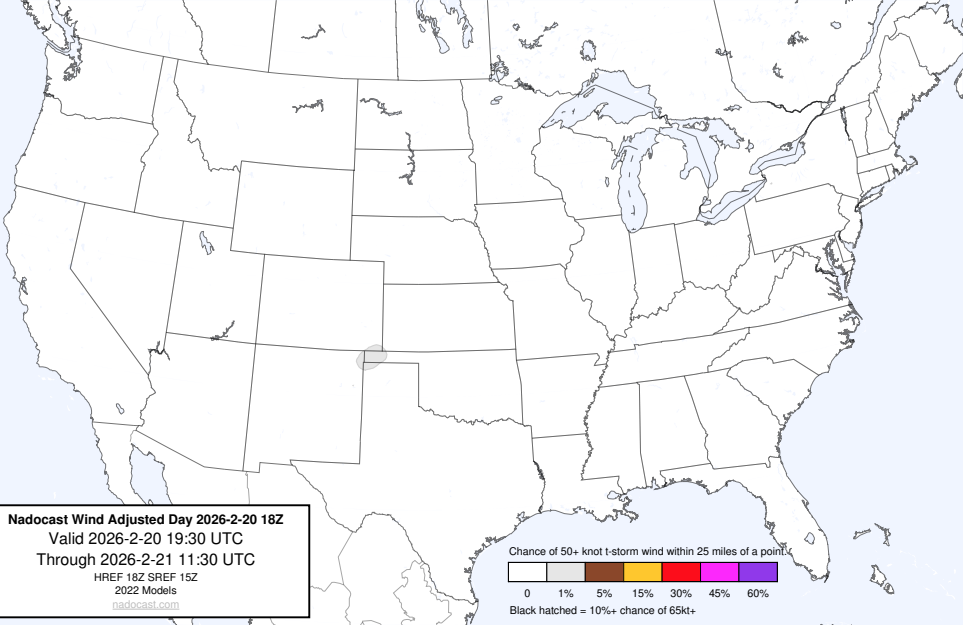 Nadocast Wind Adjusted Day 2026-2-20 18Z
Valid 2026-2-20 19:30 UTC
Through 2026-2-21 11:30 UTC
HREF 18Z SREF 15Z
2022 Models
nadocast.com
Chance of 50+ knot t-storm wind within 25 miles of a point.
0 1% 5% 15% 30% 45% 60%
Black hatched = 10%+ chance of 65kt+